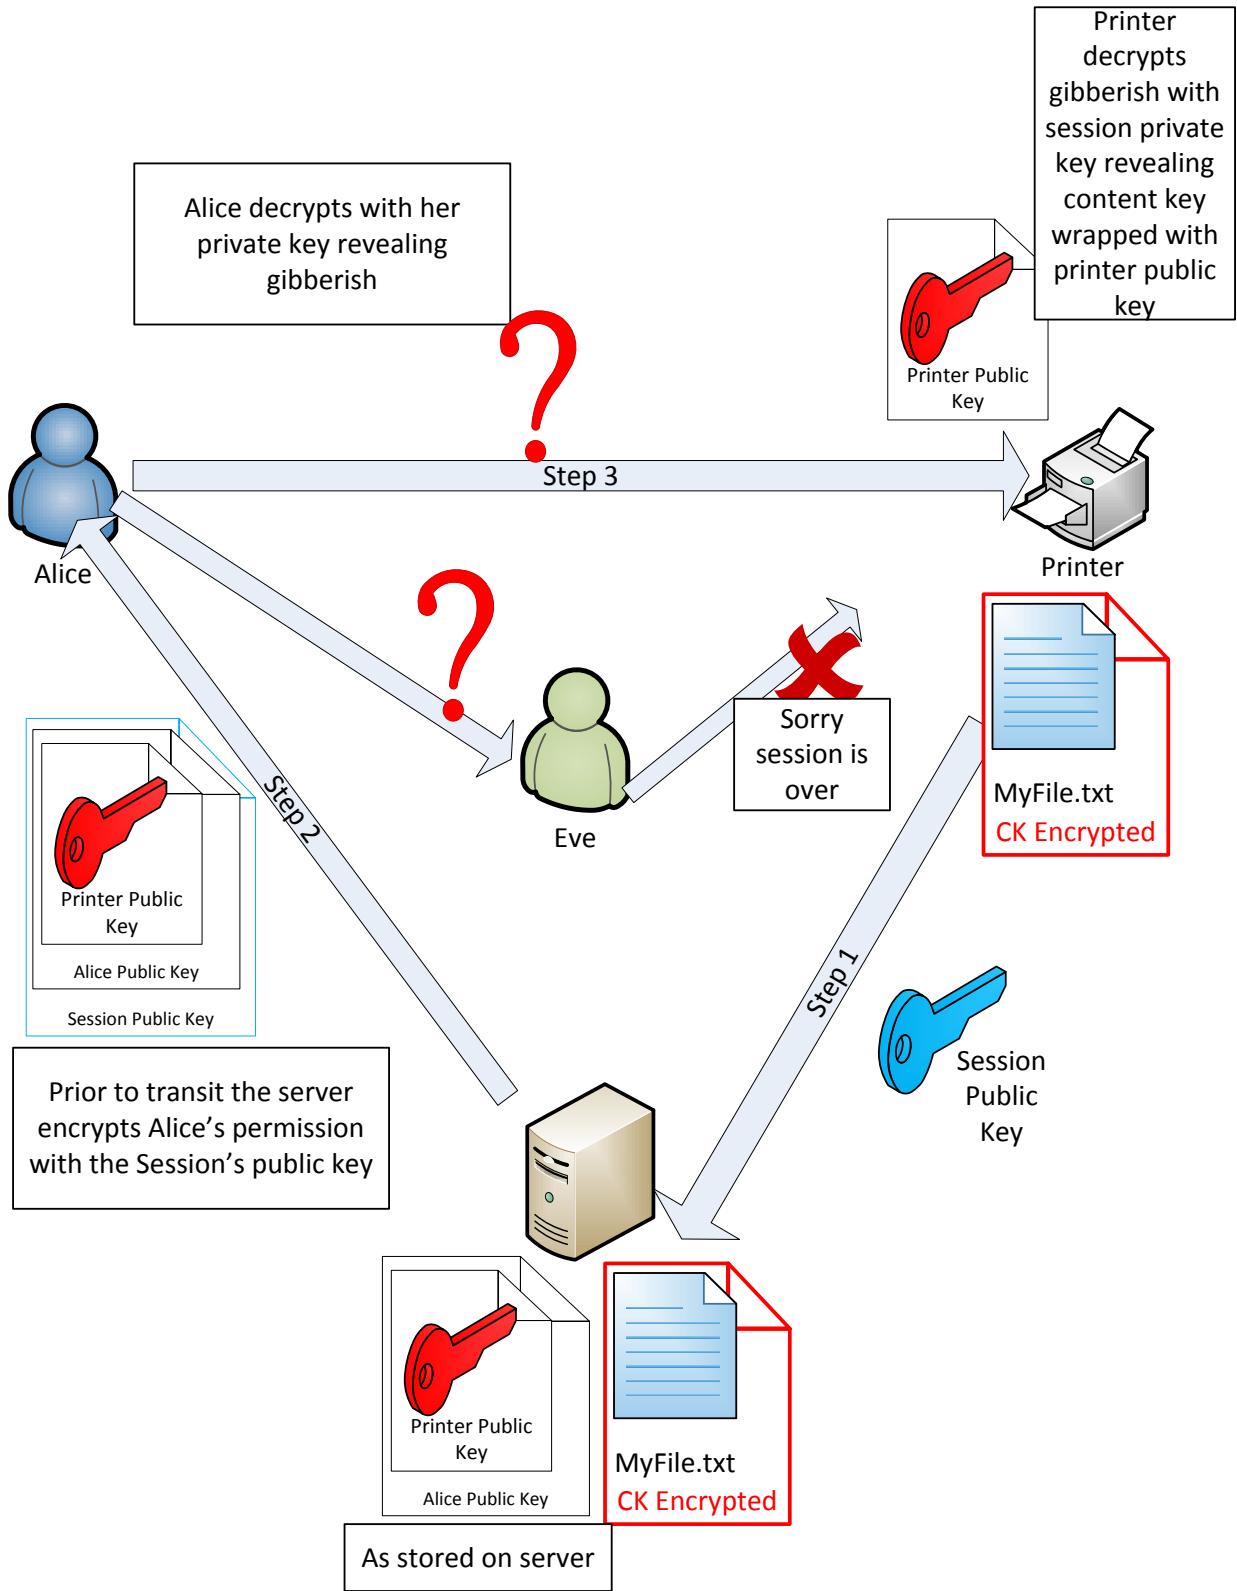 Printer
decrypts
gibberish with
session private
key revealing
content key
wrapped with
printer public
key
Alice decrypts with her
private key revealing
gibberish
Printer Public
Key
?
Step 3
Alice
Printer
?
Sorry
session is
over
Eve
MyFile.txt
CK Encrypted
Step 2
Printer Public
Key
Alice Public Key
Session Public Key
Step 1
Session
Public
Key
Prior to transit the server
encrypts Alice’s permission
with the Session’s public key
Printer Public
Key
Alice Public Key
MyFile.txt
CK Encrypted
As stored on server